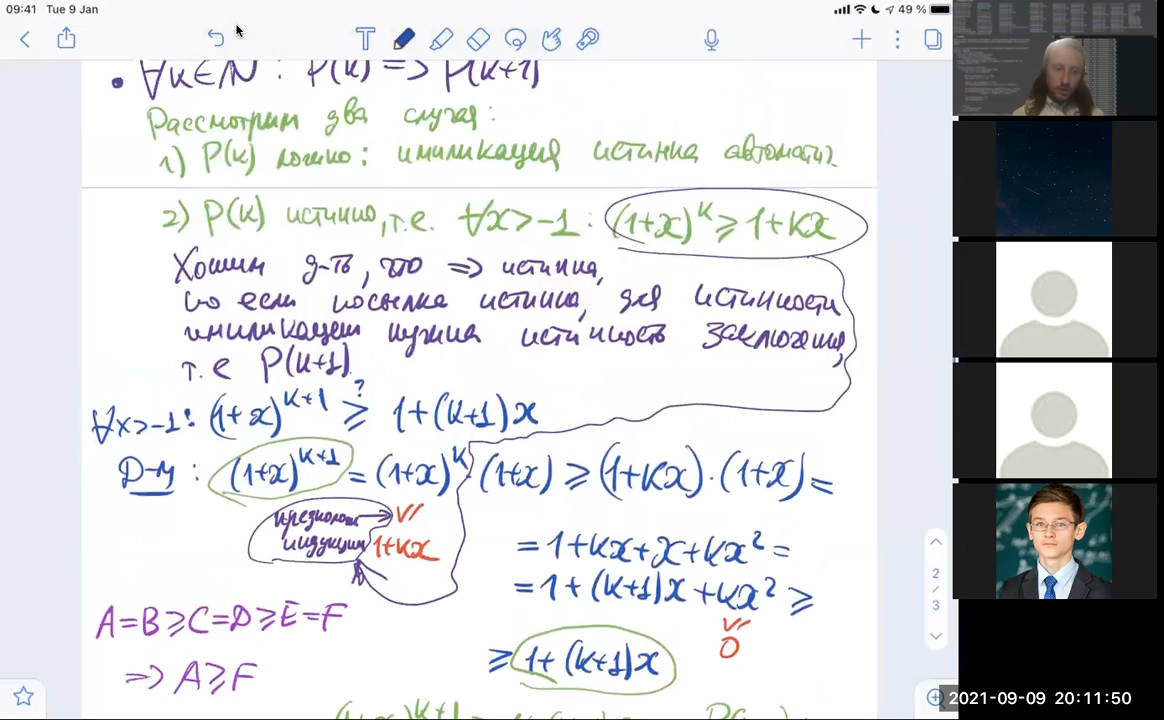 09:41 Tue 9 Jan
49 %
• ∀k∈ℕ : P(k) => P(k+1)
Рассмотрим два случая:
1) P(k) ложно: импликация истинна автоматич.
2) P(k) истинно, т.е. ∀x>-1 : (1+x)^k ⩾ 1+kx
Хотим д-ть, что => истинна,
но если посылка истинна, для истинности
импликации нужна истинность заключения,
т.е P(k+1)
∀x>-1: (1+x)^{k+1} ⩾? 1+(k+1)x
Д-м: (1+x)^{k+1} = (1+x)^k (1+x) ⩾ (1+kx)·(1+x) =
предполож. ⩾
индукции 1+kx
= 1+kx+x+kx² =
= 1+(k+1)x+kx² ⩾
⩾
0
A=B⩾C=D⩾E=F
⩾ 1+(k+1)x
=> A⩾F
2
/
3
2021-09-09 20:11:50